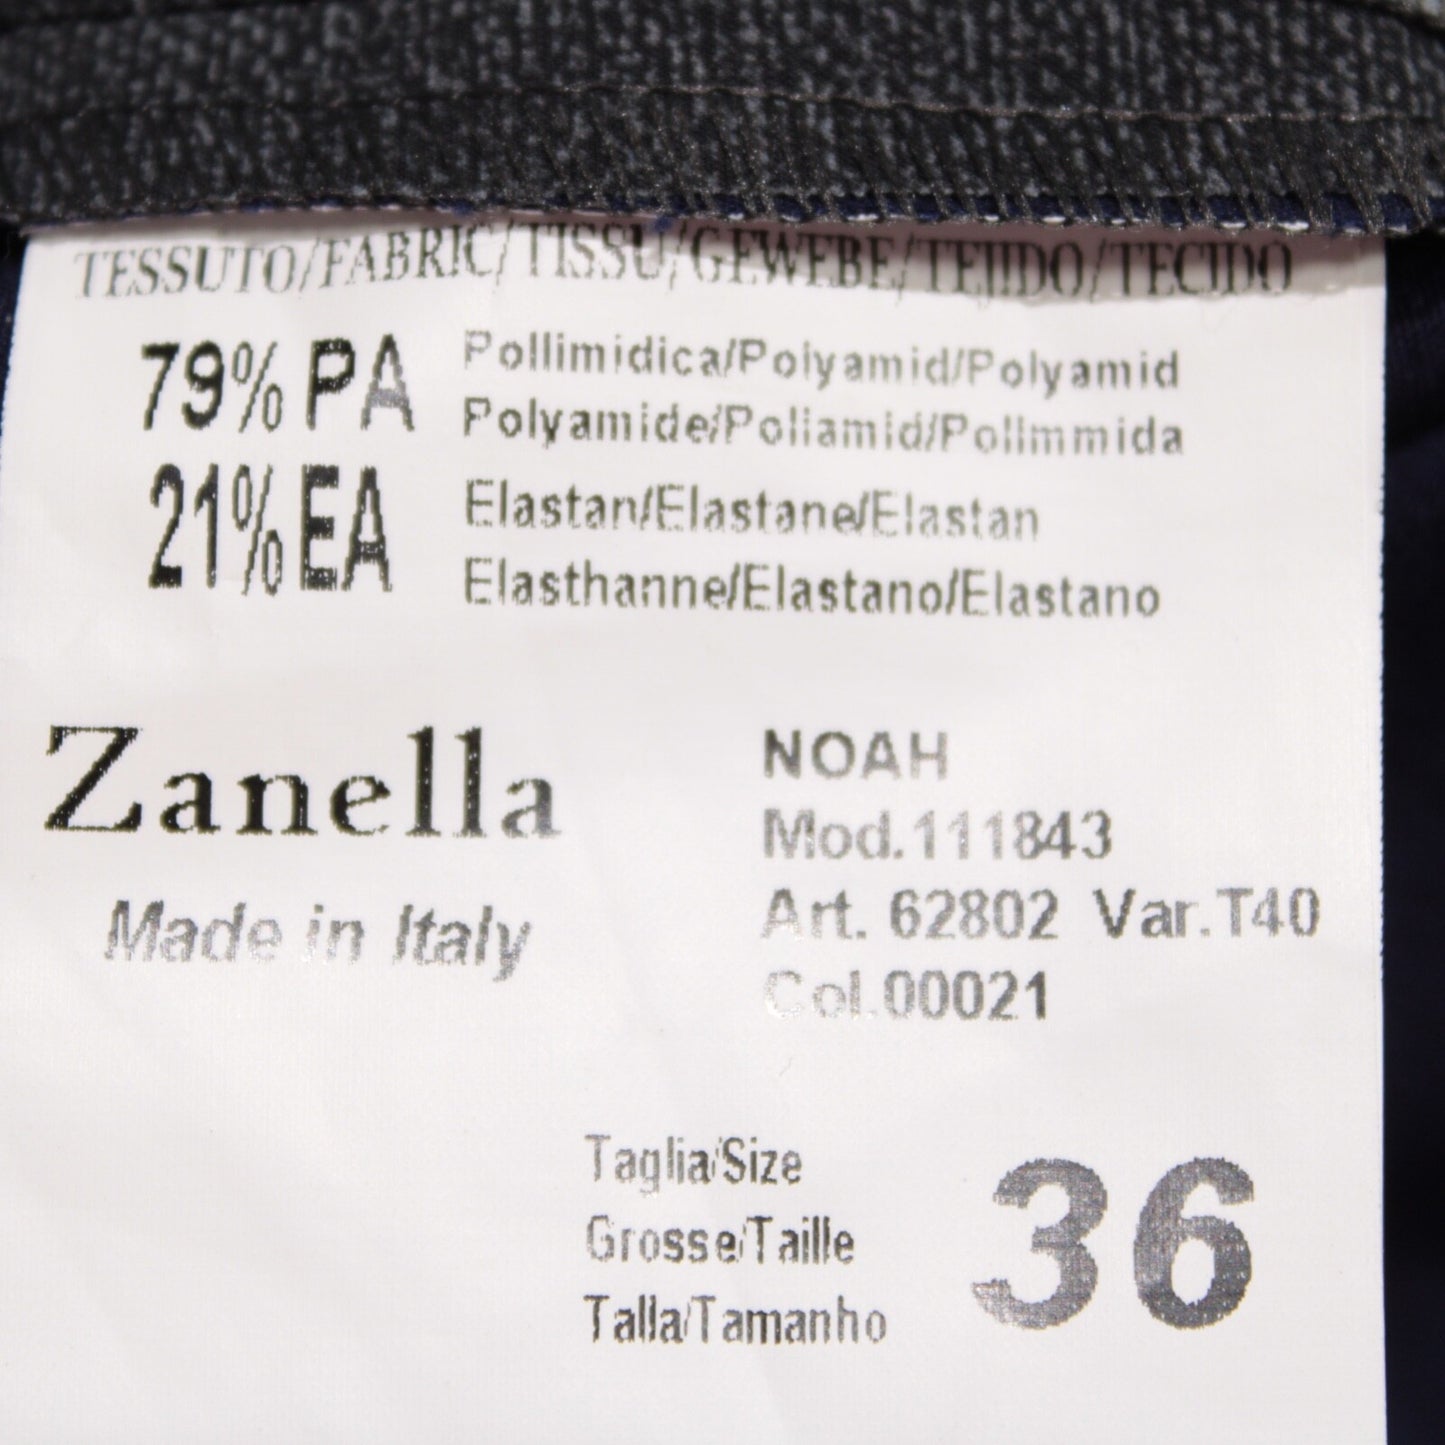 TESSUTO/FABRIC/TISSU/GEWEBE/TEJIDO/TECIDO
79% PA
Pollimidica/Polyamid/Polyamid
Polyamide/Poliamid/Polimmida
21% EA
Elastan/Elastane/Elastan
Elasthanne/Elastano/Elastano
Zanella
Made in Italy
NOAH
Mod.111843
Art. 62802 Var.T40
Col.00021
Taglia/Size
Grosse/Taille
Talla/Tamanho
36